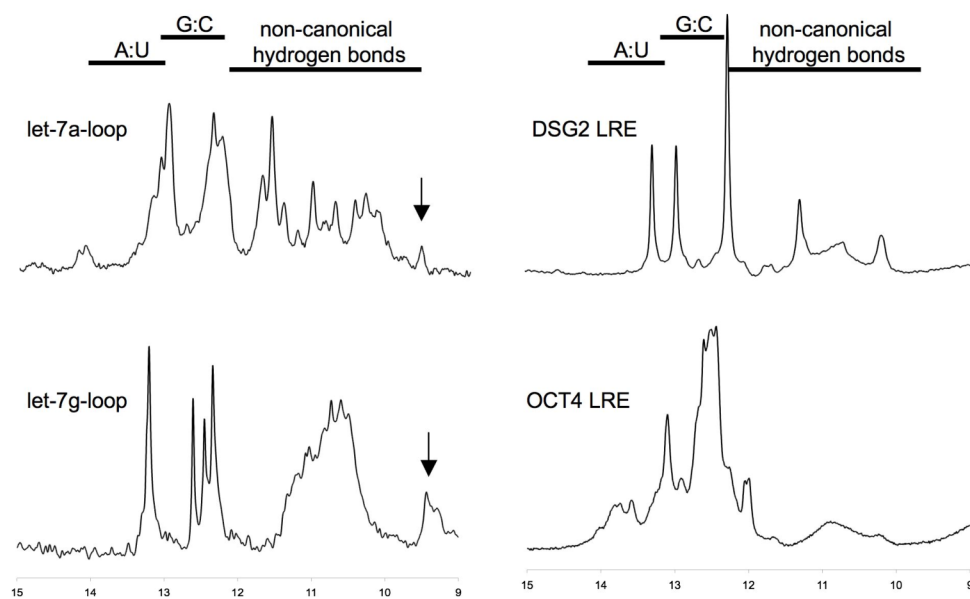 G:C
A:U
non-canonical
hydrogen bonds
let-7a-loop
G:C
A:U
non-canonical
hydrogen bonds
DSG2 LRE
let-7g-loop
OCT4 LRE
15 14 13 12 11 10 9
15 14 13 12 11 10 9